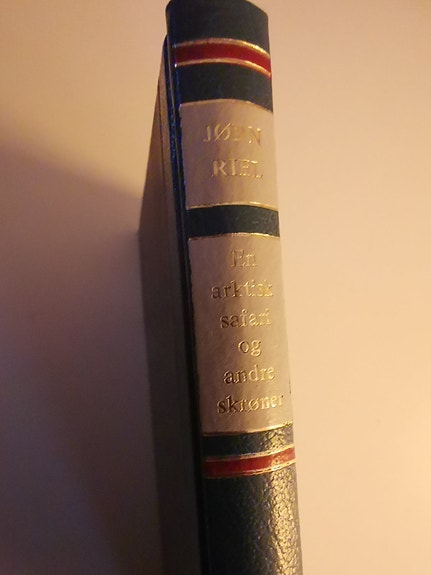 JØRN
RIEL
En
arktisk
safari
og
andre
skrøner